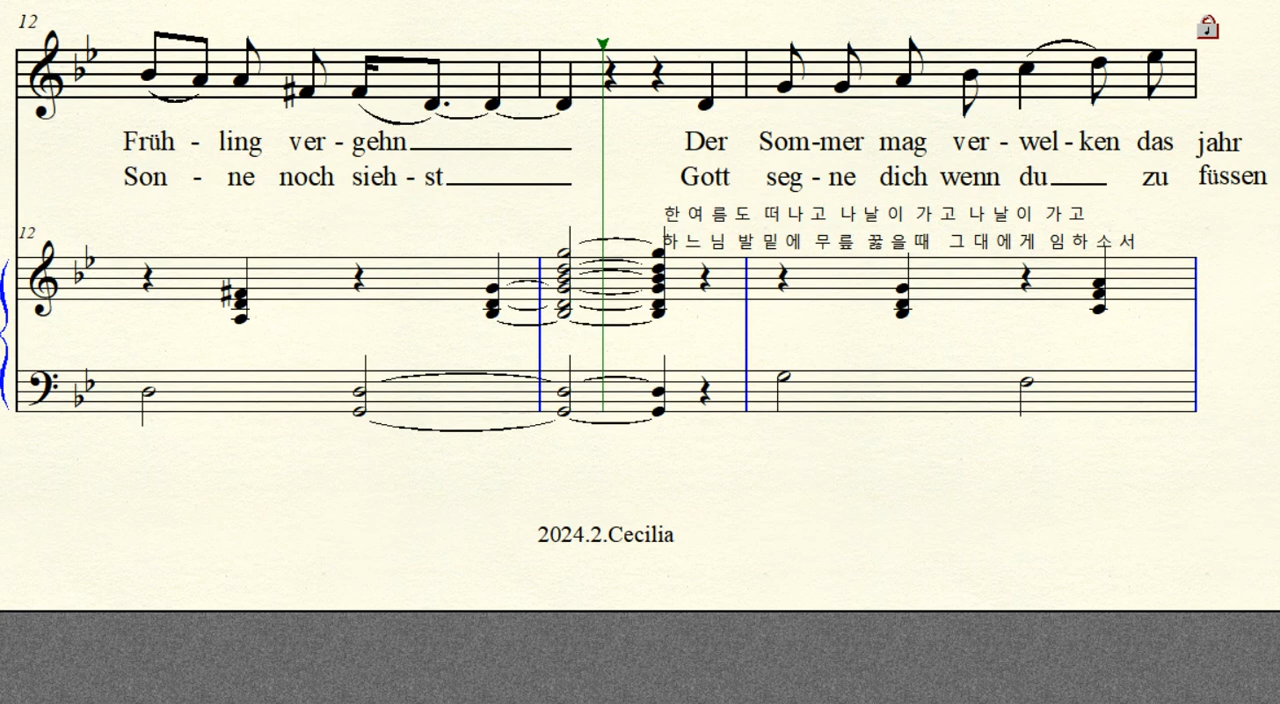 12
Früh - ling ver - gehn Der Som-mer mag ver - wel - ken das jahr
Son - ne noch sieh - st Gott seg - ne dich wenn du zu füssen
한 여 름 도 떠 나 고 나 날 이 가 고 나 날 이 가 고
하 느 님 발 밑 에 무 릎 꿇 을 때 그 대 에 게 임 하 소 서
12
2024.2.Cecilia